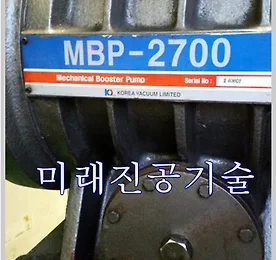 MBP-2700
Mechanical Booster Pump Serial No :
KOREA VACUUM LIMITED
미래진공기술